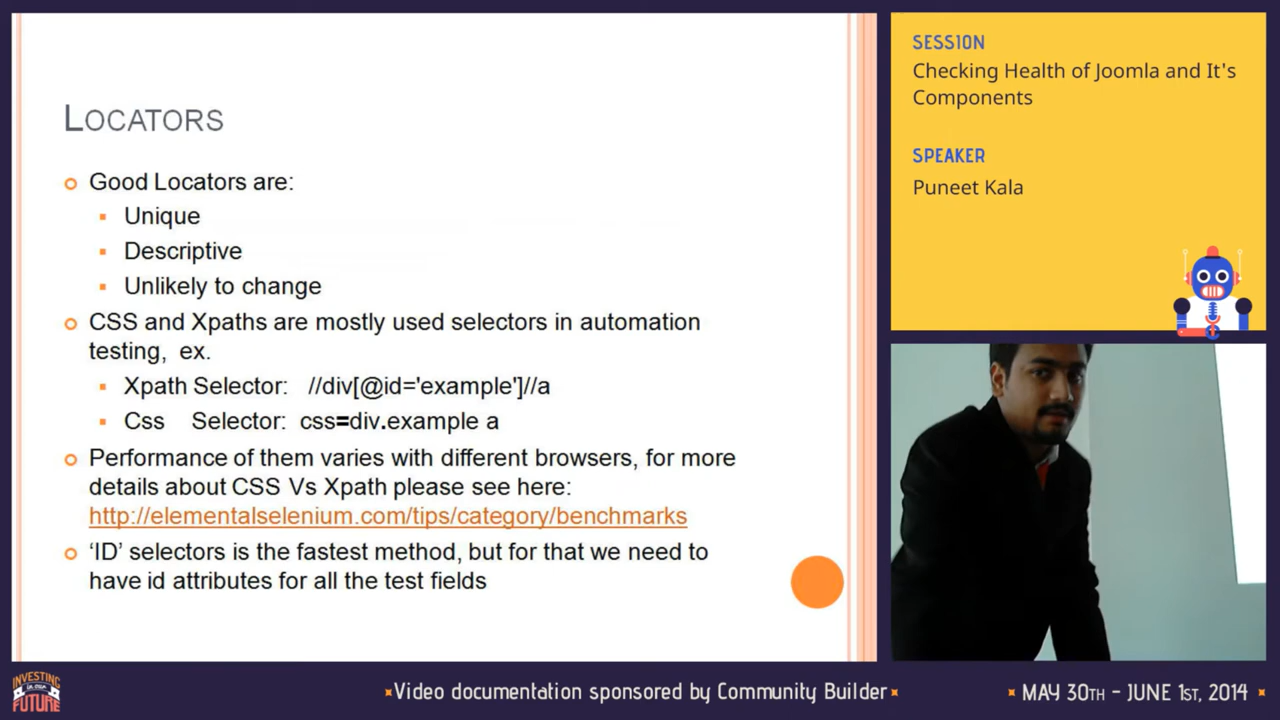 LOCATORS
Good Locators are:
Unique
Descriptive
Unlikely to change
CSS and Xpaths are mostly used selectors in automation
testing,  ex.
Xpath Selector:   //div[@id='example']//a
Css    Selector:  css=div.example a
Performance of them varies with different browsers, for more
details about CSS Vs Xpath please see here:
http://elementalselenium.com/tips/category/benchmarks
‘ID’ selectors is the fastest method, but for that we need to
have id attributes for all the test fields
SESSION
Checking Health of Joomla and It's
Components
SPEAKER
Puneet Kala
INVESTING
in our
FUTURE
Video documentation sponsored by Community Builder
MAY 30TH - JUNE 1ST, 2014